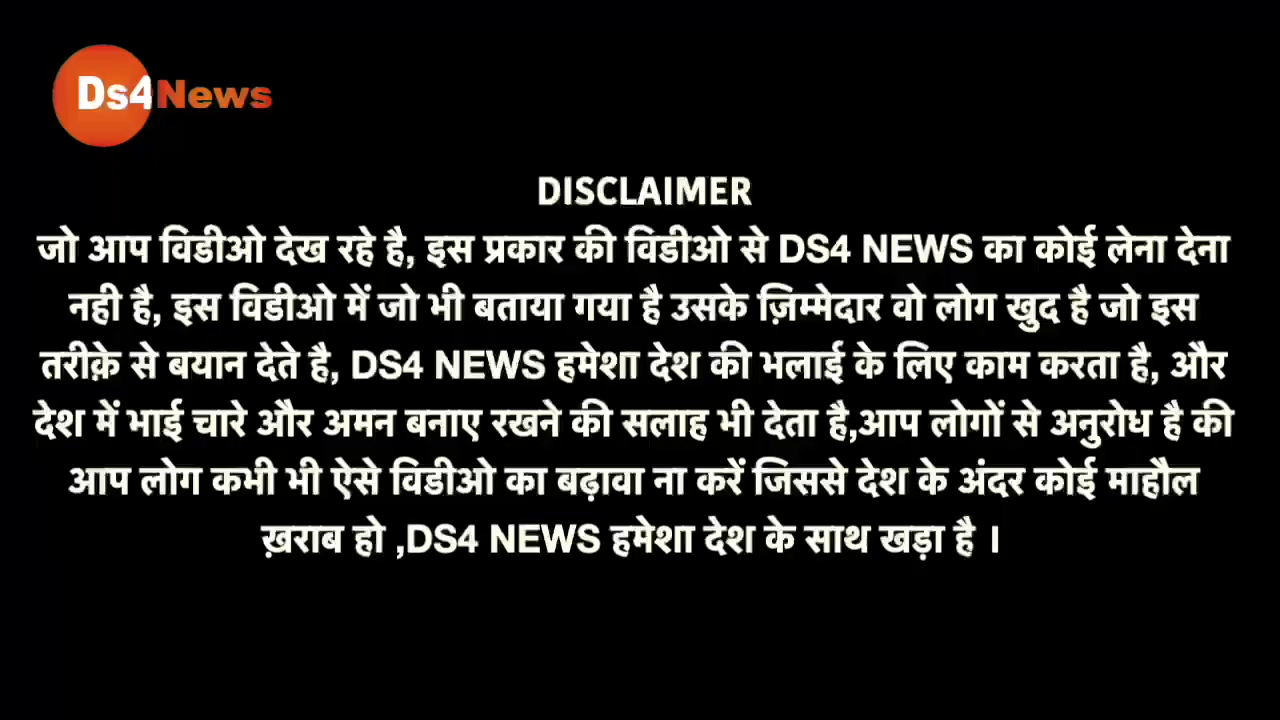 Ds4News
DISCLAIMER
जो आप विडीओ देख रहे है, इस प्रकार की विडीओ से DS4 NEWS का कोई लेना देना
नही है, इस विडीओ में जो भी बताया गया है उसके ज़िम्मेदार वो लोग खुद है जो इस
तरीक़े से बयान देते है, DS4 NEWS हमेशा देश की भलाई के लिए काम करता है, और
देश में भाई चारे और अमन बनाए रखने की सलाह भी देता है,आप लोगों से अनुरोध है की
आप लोग कभी भी ऐसे विडीओ का बढ़ावा ना करें जिससे देश के अंदर कोई माहौल
ख़राब हो ,DS4 NEWS हमेशा देश के साथ खड़ा है ।